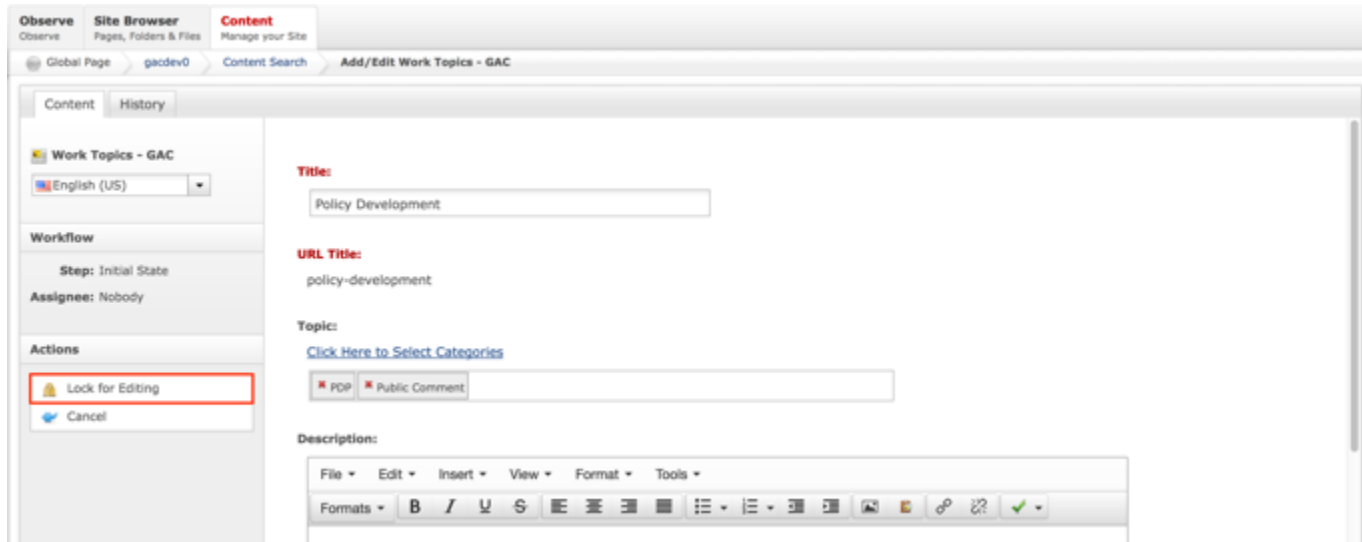 Observe
Observe
Site Browser
Pages, Folders & Files
Content
Manage your Site
Global Page gacdev0 Content Search Add/Edit Work Topics - GAC
Content History
Work Topics - GAC
English (US)
Workflow
Step: Initial State
Assignee: Nobody
Actions
Lock for Editing
Cancel
Title:
Policy Development
URL Title:
policy-development
Topic:
Click Here to Select Categories
PDP Public Comment
Description:
File Edit Insert View Format Tools
Formats B I U S